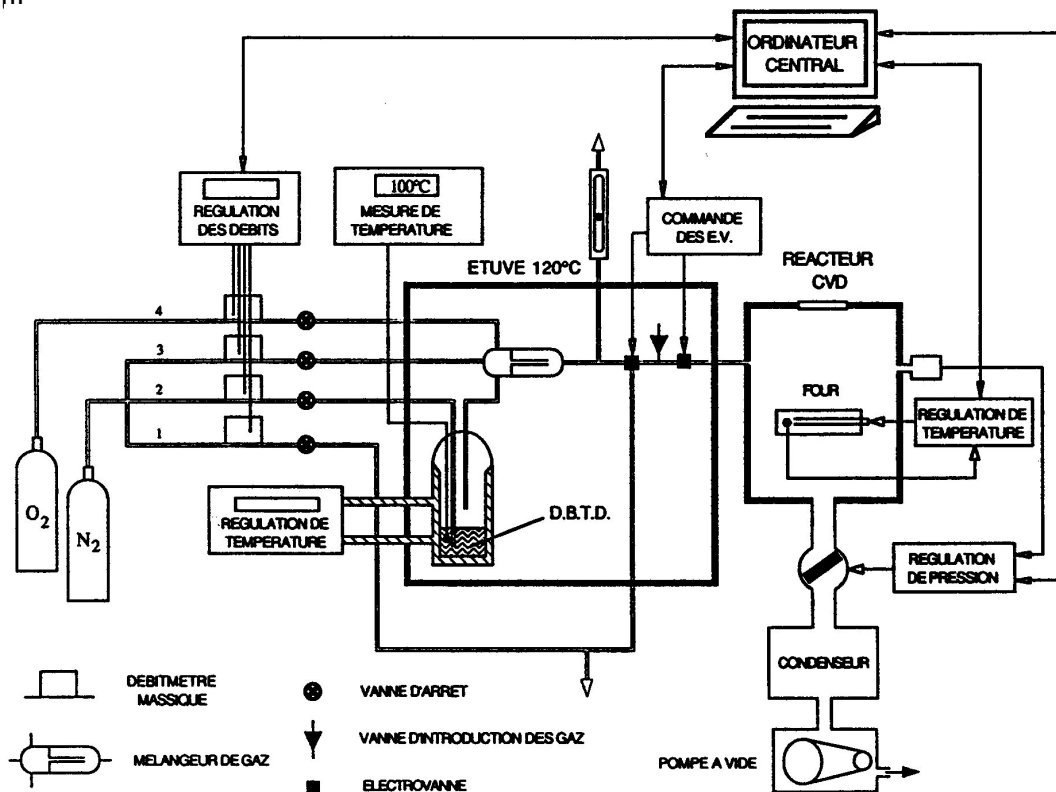 ORDINATEUR
CENTRAL
REGULATION
DES DEBITS
100°C
MESURE DE
TEMPERATURE
COMMANDE
DES E.V.
ETUVE 120°C
REACTEUR
CVD
4
3
2
1
FOUR
REGULATION DE
TEMPERATURE
O2
N2
REGULATION DE
TEMPERATURE
D.B.T.D.
REGULATION
DE PRESSION
CONDENSEUR
DEBITMETRE
MASSIQUE
VANNE D'ARRET
VANNE D'INTRODUCTION DES GAZ
MELANGEUR DE GAZ
POMPE A VIDE
ELECTROVANNE